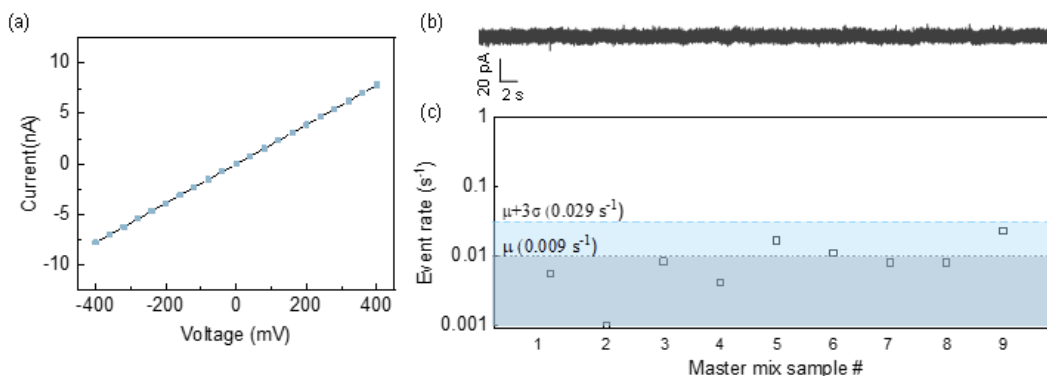 (a)
10
5
0
-5
-10
Current(nA)
-400 -200 0 200 400
Voltage (mV)
(b)
20 pA
2 s
(c)
1
0.1
0.01
0.001
Event rate (s⁻¹)
μ+3σ (0.029 s⁻¹)
μ (0.009 s⁻¹)
1 2 3 4 5 6 7 8 9
Master mix sample #